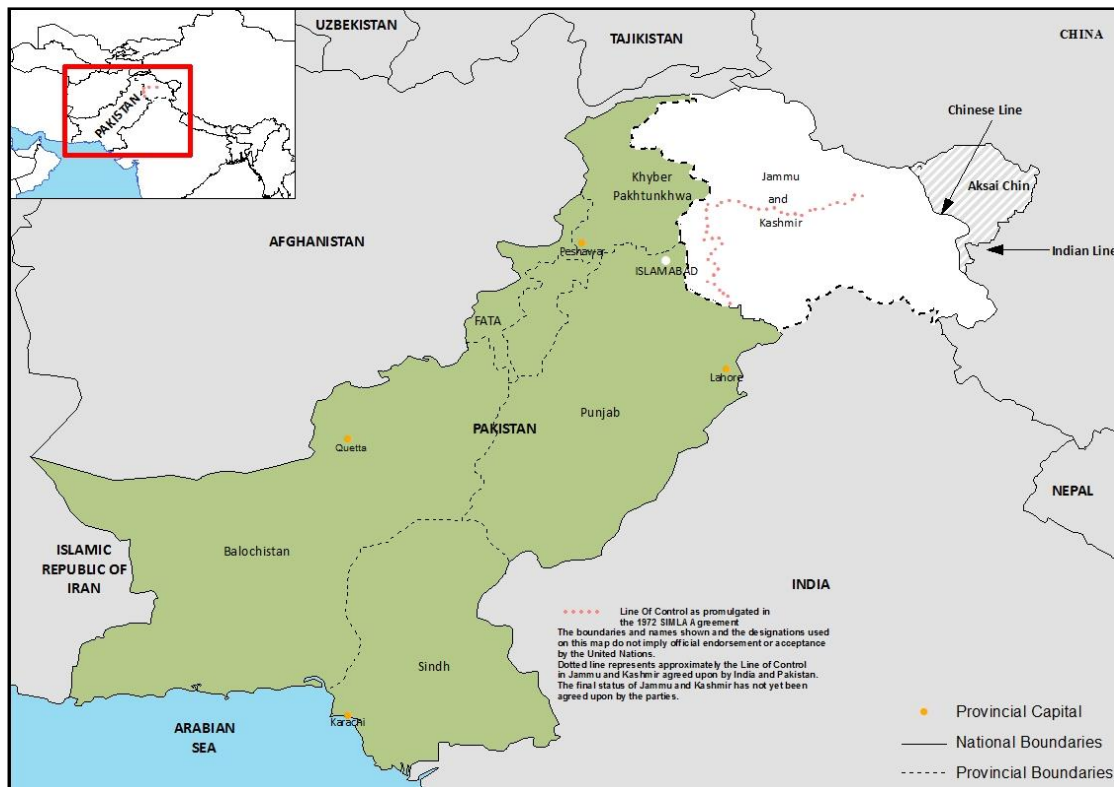 UZBEKISTAN
TAJIKISTAN
CHINA
PAKISTAN
Chinese Line
Khyber
Pakhtunkhwa
Jammu
and
Kashmir
Aksai Chin
AFGHANISTAN
Peshawar
Indian Line
ISLAMABAD
FATA
Lahore
Punjab
PAKISTAN
Quetta
NEPAL
Balochistan
ISLAMIC
REPUBLIC OF
IRAN
INDIA
Line Of Control as promulgated in
the 1972 SIMLA Agreement
The boundaries and names shown and the designations used
on this map do not imply official endorsement or acceptance
by the United Nations.
Dotted line represents approximately the Line of Control
in Jammu and Kashmir agreed upon by India and Pakistan.
The final status of Jammu and Kashmir has not yet been
agreed upon by the parties.
Sindh
Karachi
ARABIAN
SEA
Provincial Capital
National Boundaries
Provincial Boundaries